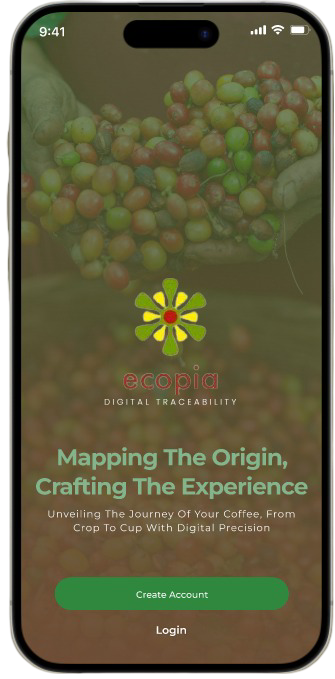 9:41
ecopia
DIGITAL TRACEABILITY
Mapping The Origin,
Crafting The Experience
Unveiling The Journey Of Your Coffee, From
Crop To Cup With Digital Precision
Create Account
Login